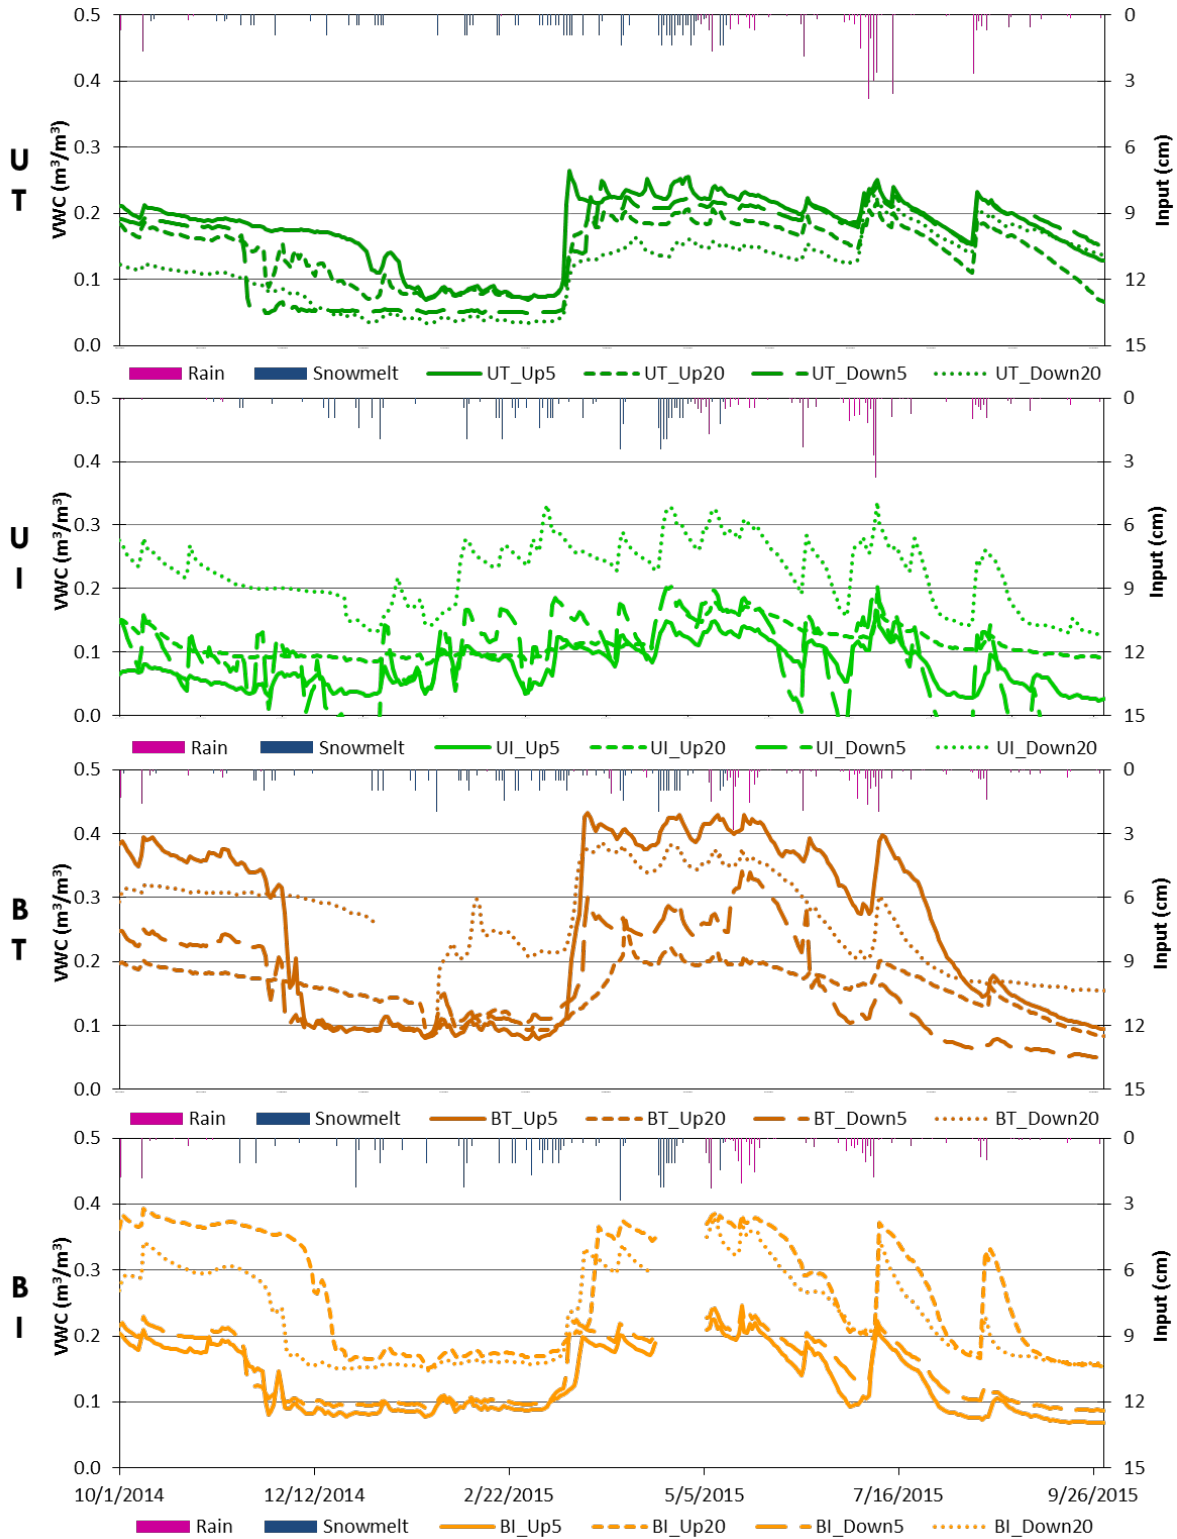 0.5 0
0.4 3
0.3 6
0.2 9
0.1 12
0.0 15
U
T
VWC (m³/m³)
Input (cm)
Rain Snowmelt UT_Up5 UT_Up20 UT_Down5 UT_Down20
0.5 0
0.4 3
0.3 6
0.2 9
0.1 12
0.0 15
U
I
VWC (m³/m³)
Input (cm)
Rain Snowmelt UI_Up5 UI_Up20 UI_Down5 UI_Down20
0.5 0
0.4 3
0.3 6
0.2 9
0.1 12
0.0 15
B
T
VWC (m³/m³)
Input (cm)
Rain Snowmelt BT_Up5 BT_Up20 BT_Down5 BT_Down20
0.5 0
0.4 3
0.3 6
0.2 9
0.1 12
0.0 15
B
I
VWC (m³/m³)
Input (cm)
10/1/2014 12/12/2014 2/22/2015 5/5/2015 7/16/2015 9/26/2015
Rain Snowmelt BI_Up5 BI_Up20 BI_Down5 BI_Down20